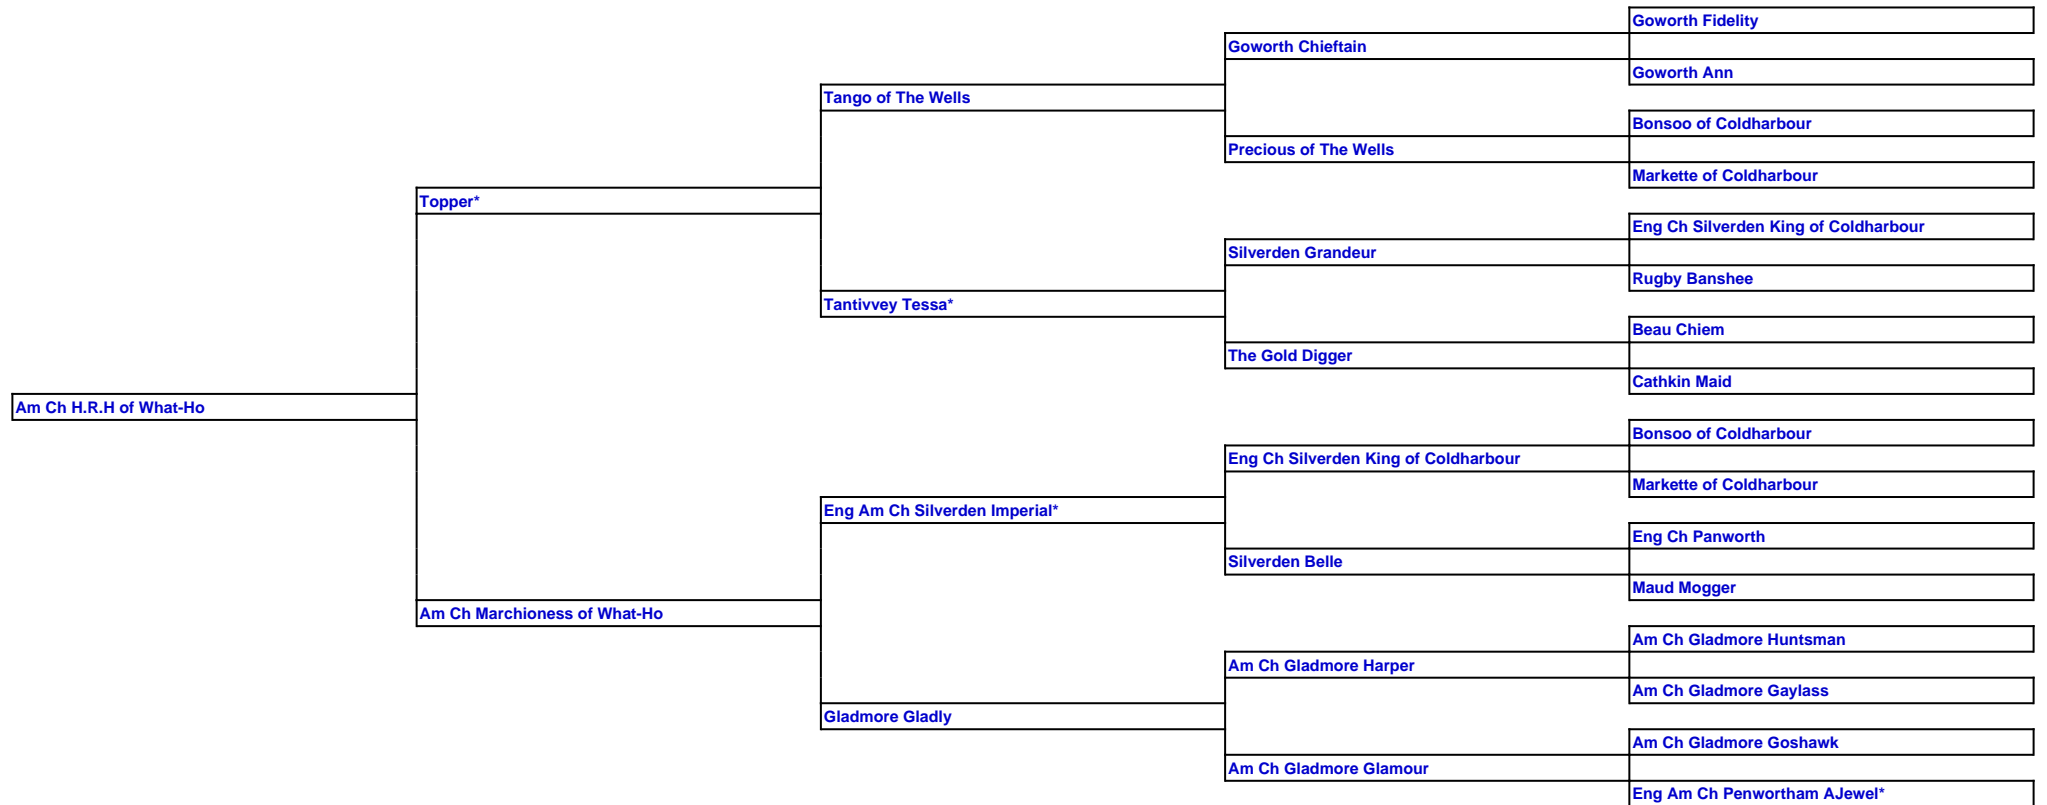 Goworth Fidelity
Goworth Chieftain
Goworth Ann
Tango of The Wells
Bonsoo of Coldharbour
Precious of The Wells
Markette of Coldharbour
Topper*
Eng Ch Silverden King of Coldharbour
Silverden Grandeur
Rugby Banshee
Tantivvey Tessa*
Beau Chiem
The Gold Digger
Cathkin Maid
Am Ch H.R.H of What-Ho
Bonsoo of Coldharbour
Eng Ch Silverden King of Coldharbour
Markette of Coldharbour
Eng Am Ch Silverden Imperial*
Eng Ch Panworth
Silverden Belle
Maud Mogger
Am Ch Marchioness of What-Ho
Am Ch Gladmore Huntsman
Am Ch Gladmore Harper
Am Ch Gladmore Gaylass
Gladmore Gladly
Am Ch Gladmore Goshawk
Am Ch Gladmore Glamour
Eng Am Ch Penwortham AJewel*